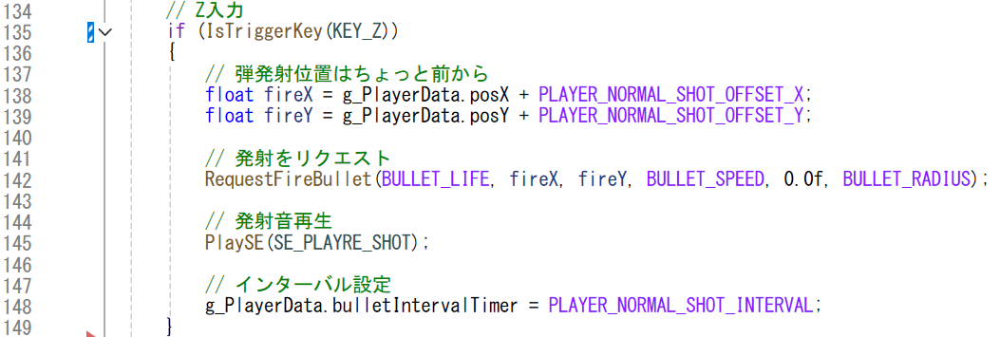 134 // Z入力
135 if (IsTriggerKey(KEY_Z))
136 {
137 // 弾発射位置はちょっと前から
138 float fireX = g_PlayerData.posX + PLAYER_NORMAL_SHOT_OFFSET_X;
139 float fireY = g_PlayerData.posY + PLAYER_NORMAL_SHOT_OFFSET_Y;
140
141 // 発射をリクエスト
142 RequestFireBullet(BULLET_LIFE, fireX, fireY, BULLET_SPEED, 0.0f, BULLET_RADIUS);
143
144 // 発射音再生
145 PlaySE(SE_PLAYRE_SHOT);
146
147 // インターバル設定
148 g_PlayerData.bulletIntervalTimer = PLAYER_NORMAL_SHOT_INTERVAL;
149 }